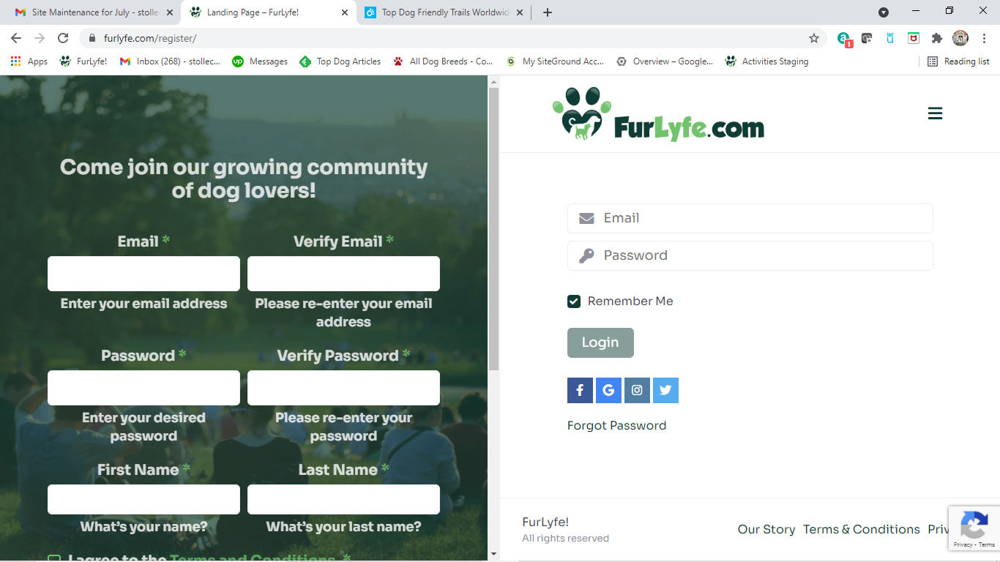 Site Maintenance for July - stolle
Landing Page – FurLyfe!
Top Dog Friendly Trails Worldwid
furlyfe.com/register/
1
Apps
FurLyfe!
Inbox (268) - stollec...
up
Messages
Top Dog Articles
All Dog Breeds - Co...
My SiteGround Acc...
Overview – Google...
Activities Staging
Reading list
Come join our growing community
of dog lovers!
Email *
Verify Email *
Enter your email address
Please re-enter your email
address
Password *
Verify Password *
Enter your desired
password
Please re-enter your
password
First Name *
Last Name *
What's your name?
What's your last name?
I agree to the Terms and Conditions. *
FurLyfe.com
Email
Password
Remember Me
Login
Forgot Password
FurLyfe!
All rights reserved
Our Story Terms & Conditions Priv
Privacy - Terms